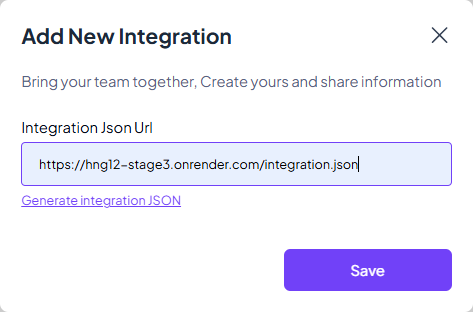 Add New Integration
Bring your team together, Create yours and share information
Integration Json Url
https://hng12-stage3.onrender.com/integration.json
Generate integration JSON
Save